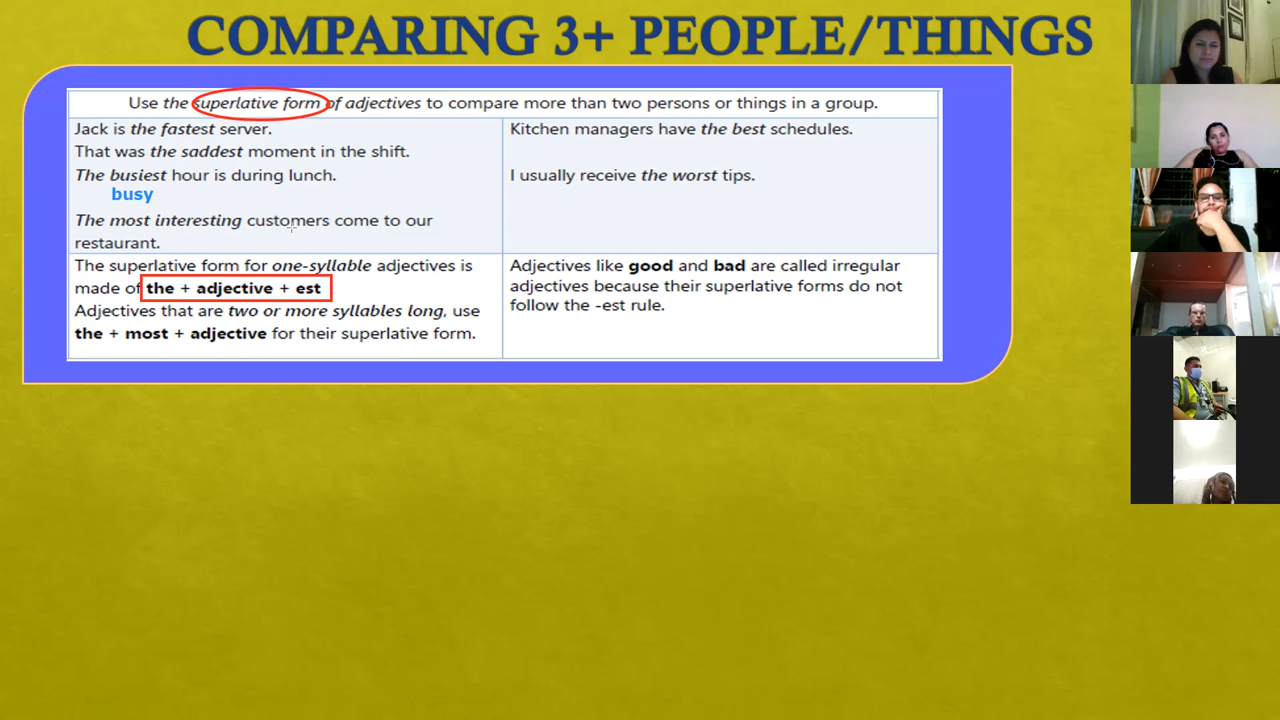 COMPARING 3+ PEOPLE/THINGS
Use the superlative form of adjectives to compare more than two persons or things in a group.
Jack is the fastest server.
That was the saddest moment in the shift.
The busiest hour is during lunch.
busy
The most interesting customers come to our
restaurant.
Kitchen managers have the best schedules.
I usually receive the worst tips.
The superlative form for one-syllable adjectives is
made of the + adjective + est
Adjectives that are two or more syllables long, use
the + most + adjective for their superlative form.
Adjectives like good and bad are called irregular
adjectives because their superlative forms do not
follow the -est rule.